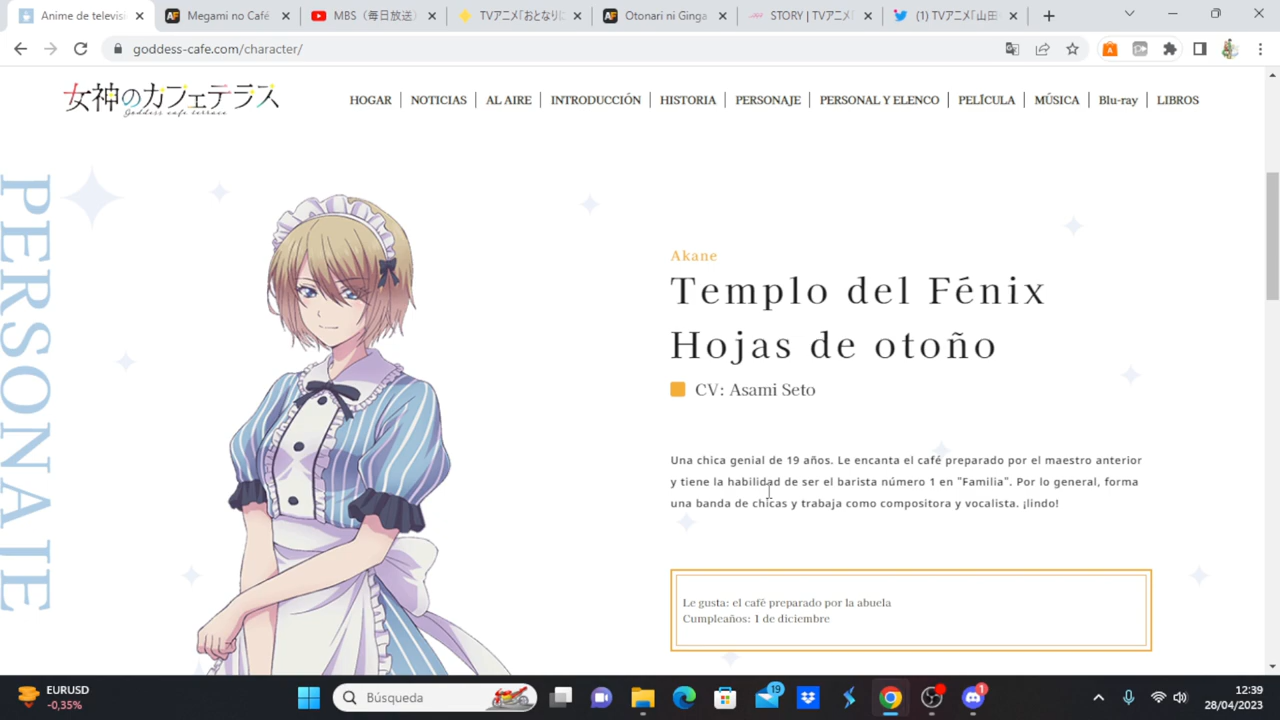 Anime de televisi
Megami no Café
MBS（毎日放送）
TVアニメ「おとなりに
Otonari ni Ginga
STORY | TVアニメ
(1) TVアニメ「山田
goddess-cafe.com/character/
女神のカフェテラス
Goddess cafe terrace
HOGAR
NOTICIAS
AL AIRE
INTRODUCCIÓN
HISTORIA
PERSONAJE
PERSONAL Y ELENCO
PELÍCULA
MÚSICA
Blu-ray
LIBROS
PERSONAJE
Akane
Templo del Fénix
Hojas de otoño
CV: Asami Seto
Una chica genial de 19 años. Le encanta el café preparado por el maestro anterior
y tiene la habilidad de ser el barista número 1 en "Familia". Por lo general, forma
una banda de chicas y trabaja como compositora y vocalista. ¡lindo!
Le gusta: el café preparado por la abuela
Cumpleaños: 1 de diciembre
EURUSD
-0,35%
Búsqueda
19
1
12:39
28/04/2023